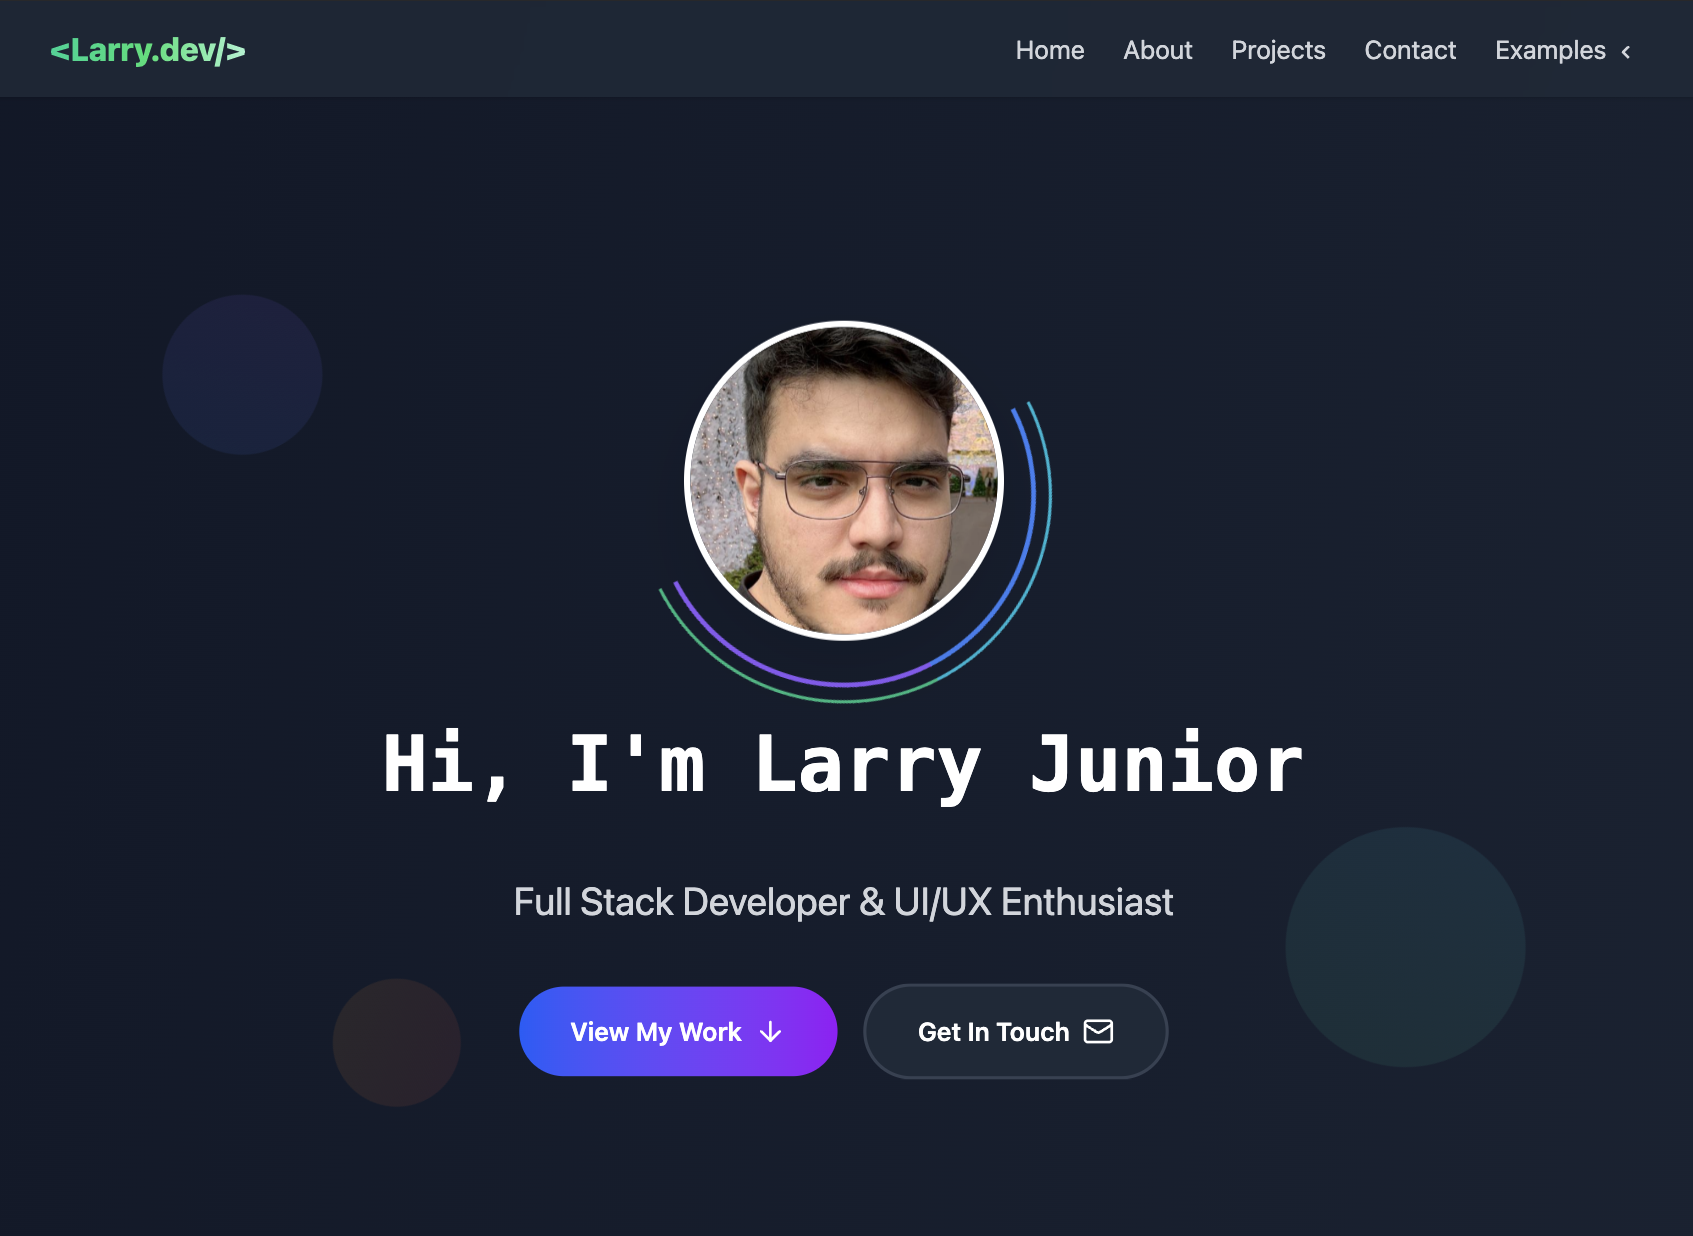 <Larry.dev/>
Home About Projects Contact Examples
Hi, I'm Larry Junior
Full Stack Developer & UI/UX Enthusiast
View My Work
Get In Touch